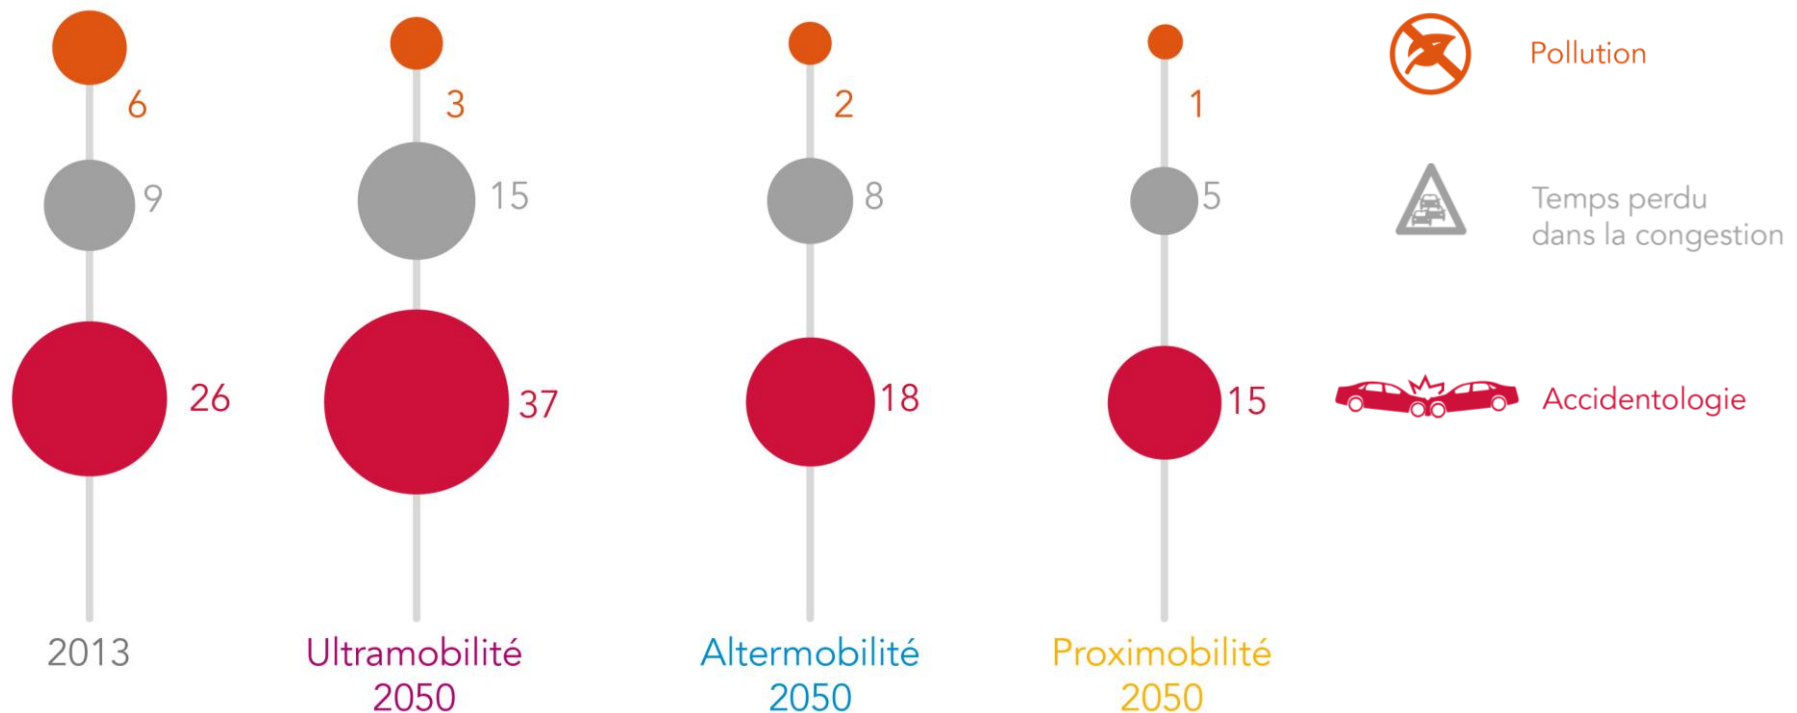 6
3
2
1
Pollution
9
15
8
5
Temps perdu
dans la congestion
26
37
18
15
Accidentologie
2013
Ultramobilité
2050
Altermobilité
2050
Proximobilité
2050